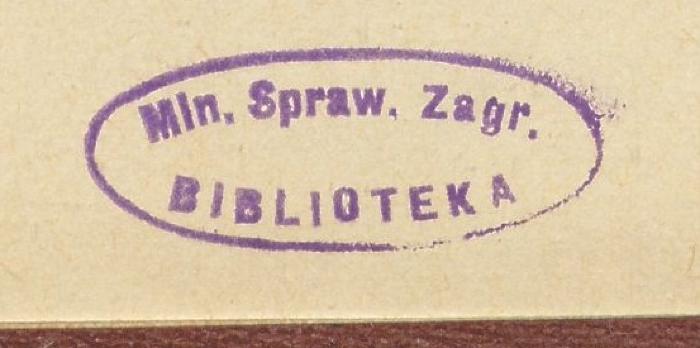 Min. Spraw. Zagr.
BIBLIOTEKA